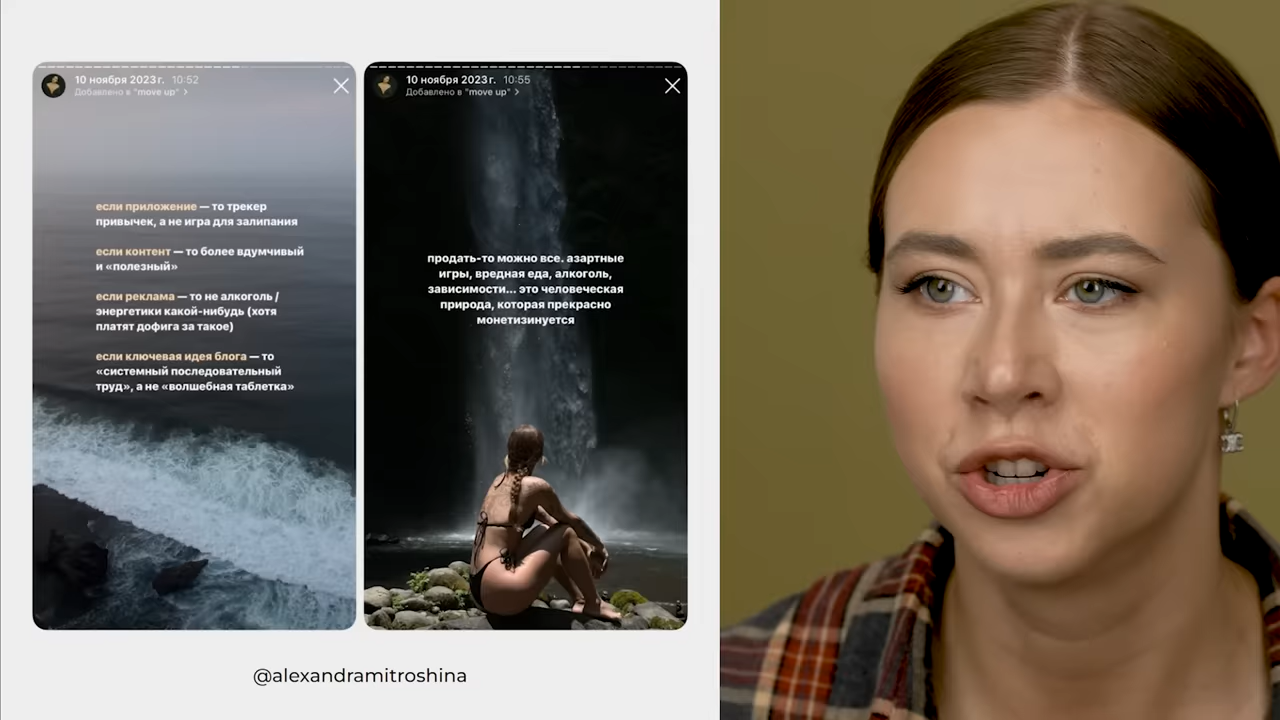 10 ноября 2023 г. 10:52
Добавлено в "move up" >
если приложение — то трекер
привычек, а не игра для залипания
если контент — то более вдумчивый
и «полезный»
если реклама — то не алкоголь /
энергетики какой-нибудь (хотя
платят дофига за такое)
если ключевая идея блога — то
«системный последовательный
труд», а не «волшебная таблетка»
10 ноября 2023 г. 10:55
Добавлено в "move up" >
продать-то можно все. азартные
игры, вредная еда, алкоголь,
зависимости... это человеческая
природа, которая прекрасно
монетизинуется
@alexandramitroshina